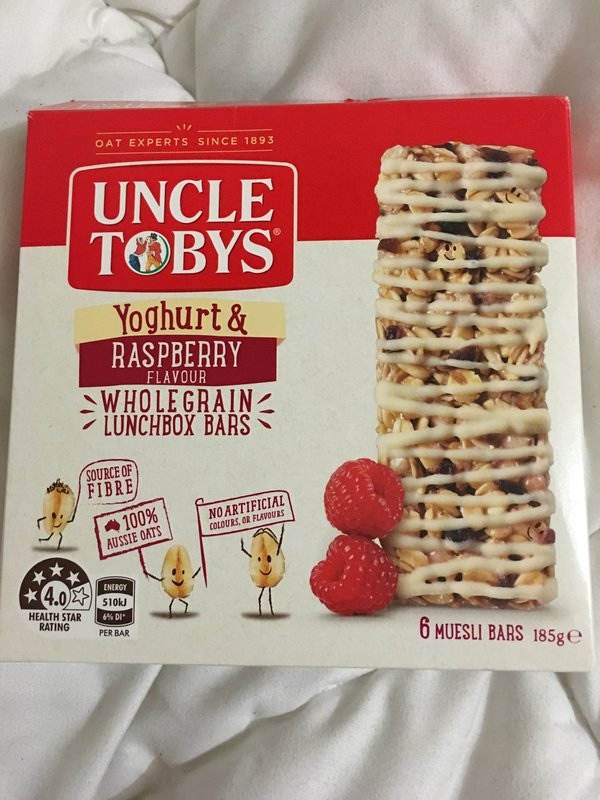 OAT EXPERTS SINCE 1893
UNCLE
TOBYS®
Yoghurt &
RASPBERRY
FLAVOUR
WHOLEGRAIN
LUNCHBOX BARS
SOURCE OF
FIBRE
100%
AUSSIE OATS
NO ARTIFICIAL
COLOURS, OR FLAVOURS
4.0
HEALTH STAR
RATING
ENERGY
510kJ
6% DI*
PER BAR
6 MUESLI BARS 185g e